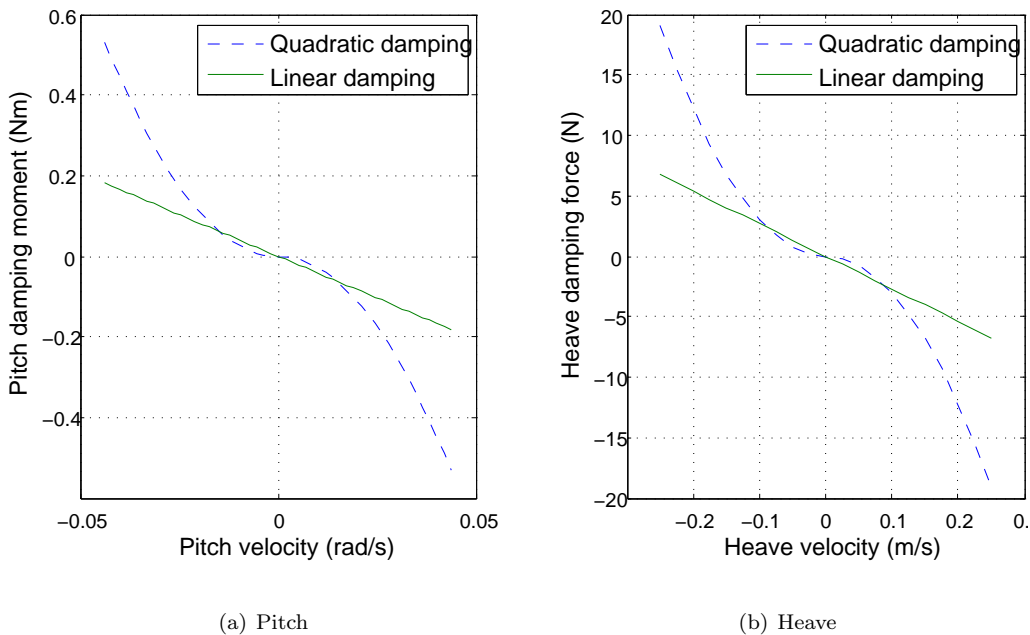 0.6
0.4
0.2
0
−0.2
−0.4
−0.05
0
0.05
Pitch damping moment (Nm)
Pitch velocity (rad/s)
Quadratic damping
Linear damping
(a) Pitch
20
15
10
5
0
−5
−10
−15
−20
−0.2
−0.1
0
0.1
0.2
0.
Heave damping force (N)
Heave velocity (m/s)
Quadratic damping
Linear damping
(b) Heave